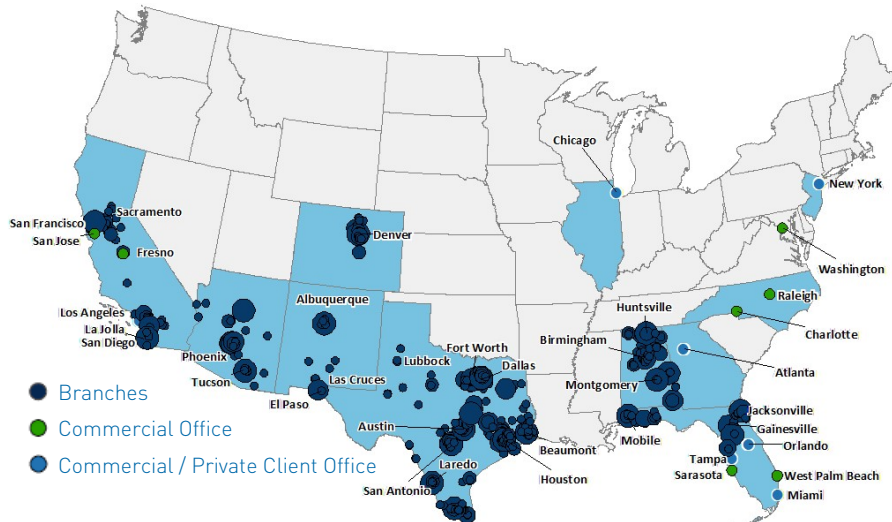 Chicago
New York
Sacramento
San Francisco
San Jose
Denver
Fresno
Washington
Albuquerque
Huntsville
Raleigh
Los Angeles
La Jolla
San Diego
Fort Worth
Birmingham
Charlotte
Lubbock
Dallas
Phoenix
Atlanta
Tucson
Las Cruces
Montgomery
Branches
El Paso
Jacksonville
Commercial Office
Austin
Gainesville
Mobile
Orlando
Beaumont
Commercial / Private Client Office
Laredo
Tampa
Houston
Sarasota
West Palm Beach
San Antonio
Miami